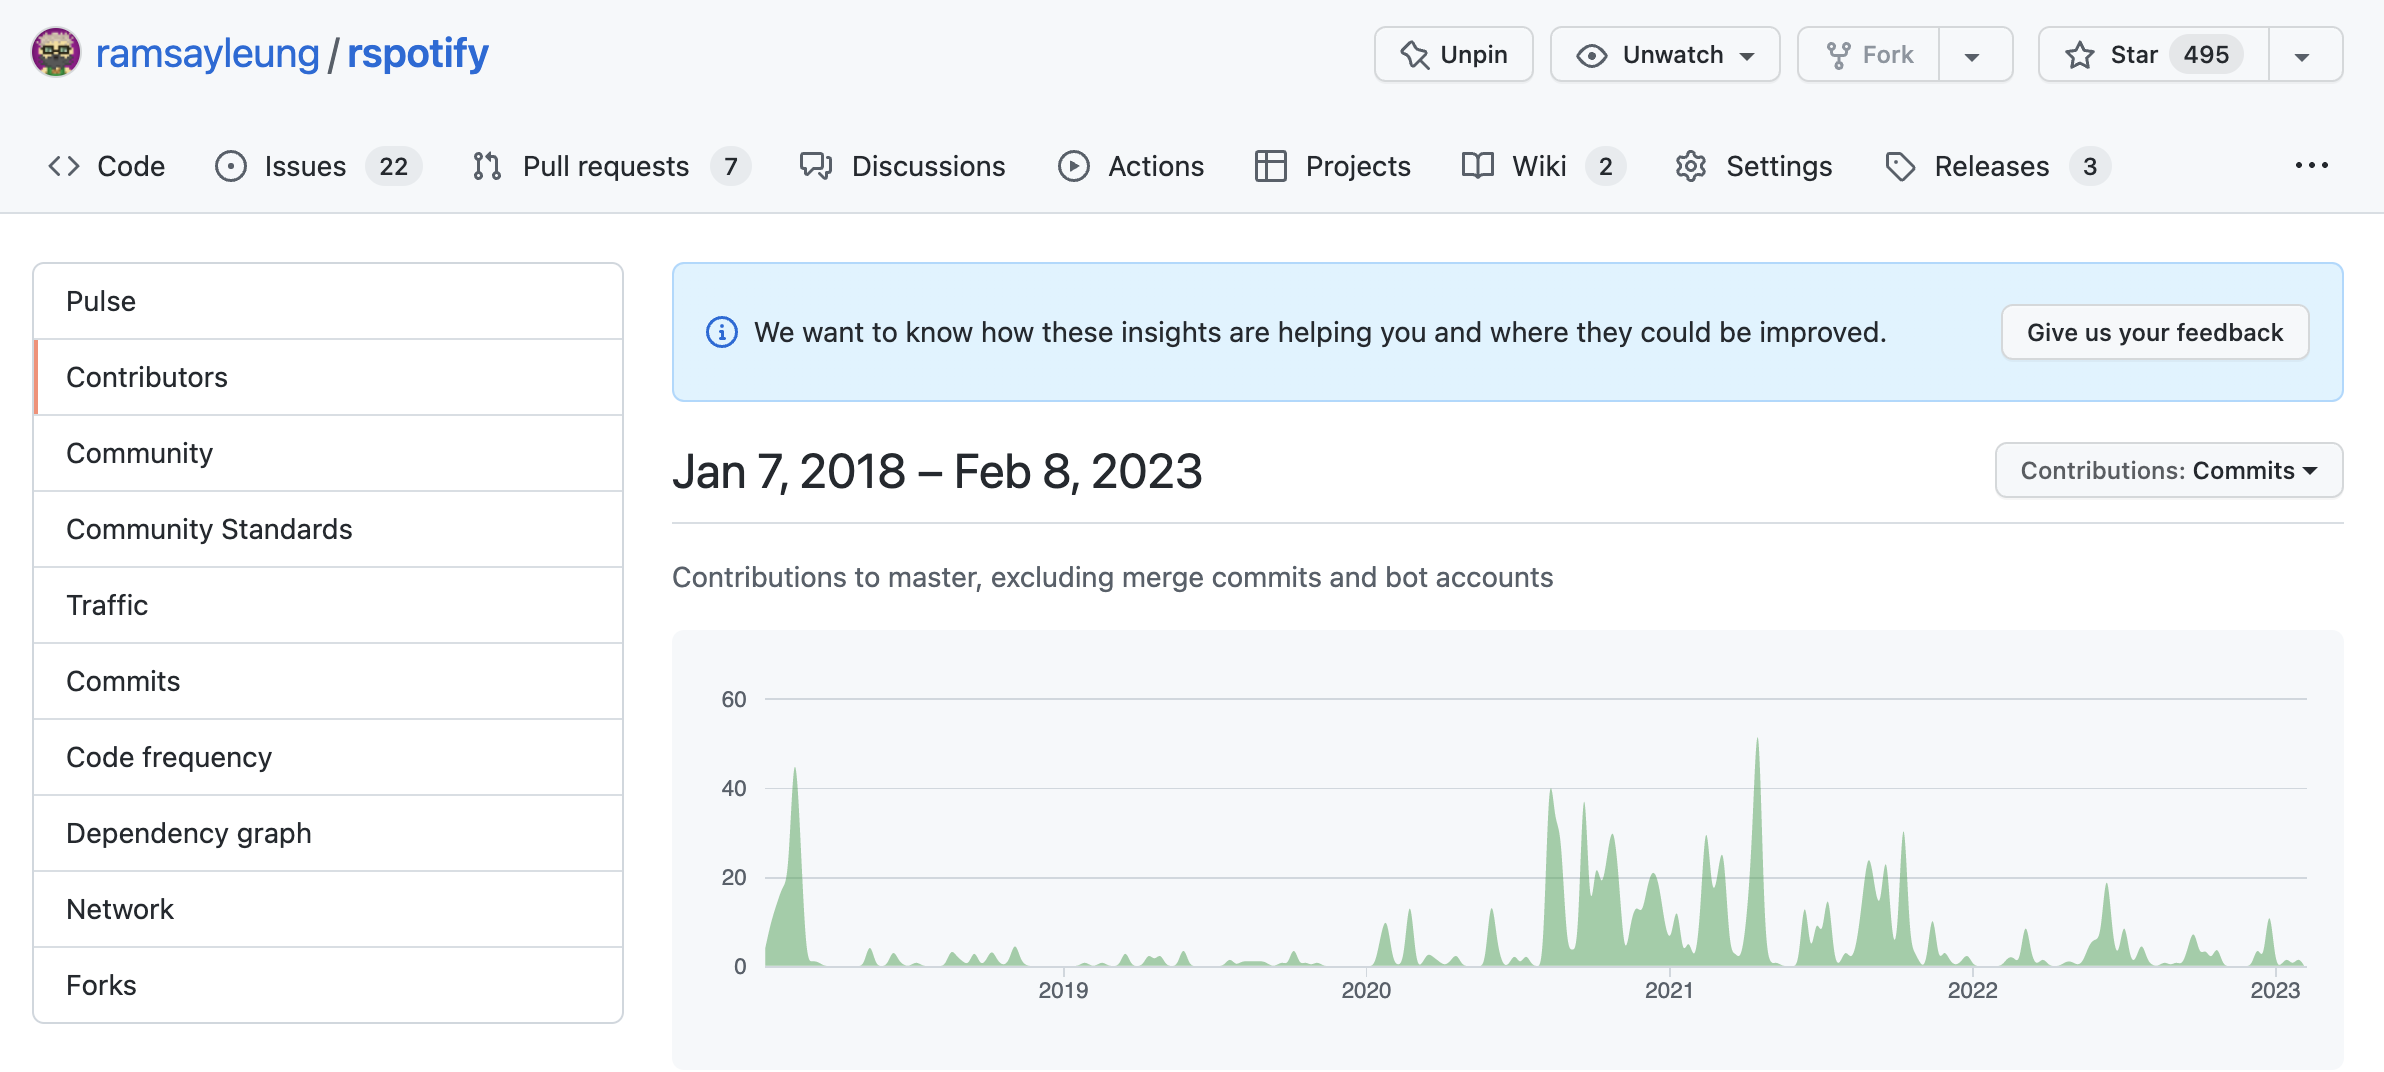 ramsayleung / rspotify
Unpin
Unwatch
Fork
Star 495
Code
Issues 22
Pull requests 7
Discussions
Actions
Projects
Wiki 2
Settings
Releases 3
Pulse
Contributors
Community
Community Standards
Traffic
Commits
Code frequency
Dependency graph
Network
Forks
We want to know how these insights are helping you and where they could be improved.
Give us your feedback
Jan 7, 2018 – Feb 8, 2023
Contributions: Commits
Contributions to master, excluding merge commits and bot accounts
60
40
20
0
2019 2020 2021 2022 2023